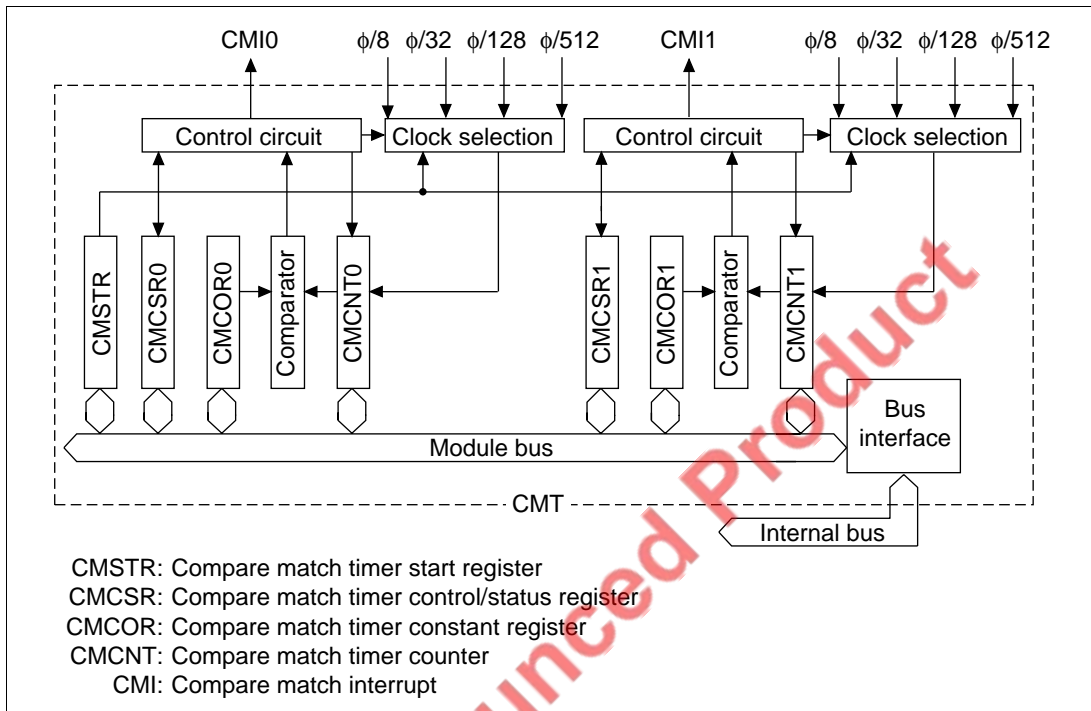 CMI0 ϕ/8 ϕ/32 ϕ/128 ϕ/512 CMI1 ϕ/8 ϕ/32 ϕ/128 ϕ/512
Control circuit Clock selection Control circuit Clock selection
CMSTR CMCSR0 CMCOR0 Comparator CMCNT0 CMCSR1 CMCOR1 Comparator CMCNT1
Bus
interface
Module bus
CMT
Internal bus
CMSTR: Compare match timer start register
CMCSR: Compare match timer control/status register
CMCOR: Compare match timer constant register
CMCNT: Compare match timer counter
CMI: Compare match interrupt
Product